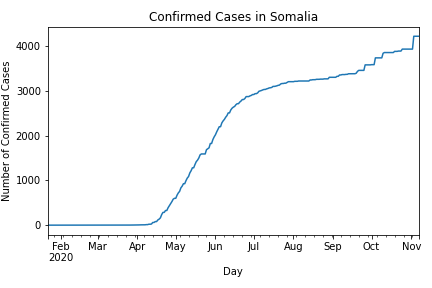 Confirmed Cases in Somalia
Number of Confirmed Cases
4000
3000
2000
1000
0
Feb Mar Apr May Jun Jul Aug Sep Oct Nov
2020
Day